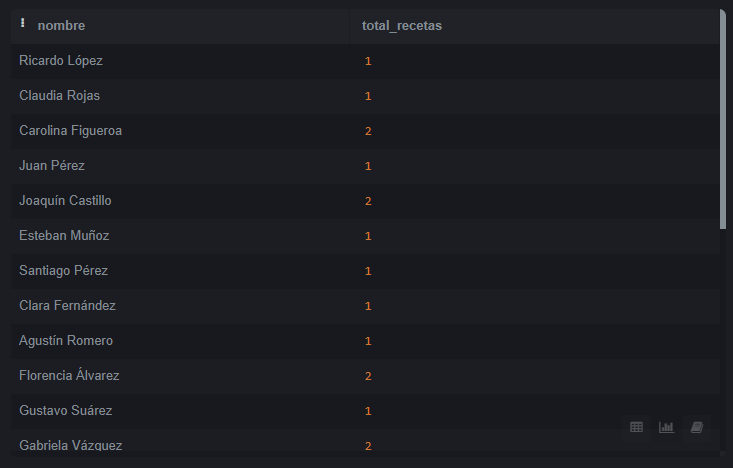 nombre total_recetas
Ricardo López 1
Claudia Rojas 1
Carolina Figueroa 2
Juan Pérez 1
Joaquín Castillo 2
Esteban Muñoz 1
Santiago Pérez 1
Clara Fernández 1
Agustín Romero 1
Florencia Álvarez 2
Gustavo Suárez 1
Gabriela Vázquez 2